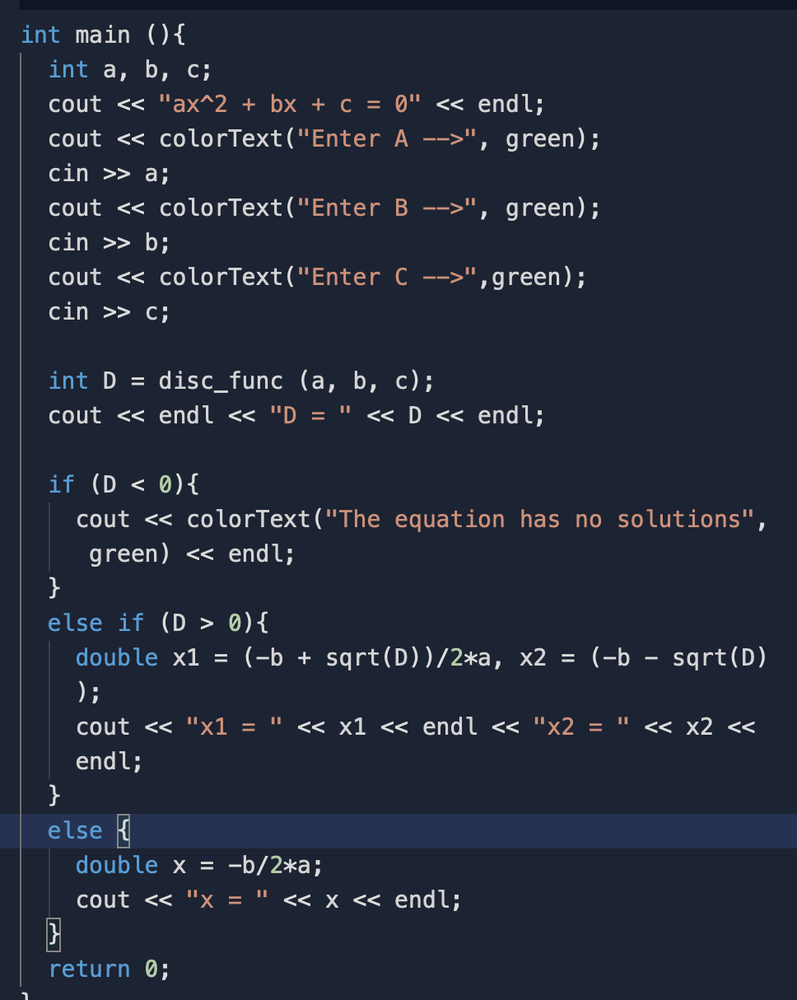 int main (){
int a, b, c;
cout << "ax^2 + bx + c = 0" << endl;
cout << colorText("Enter A -->", green);
cin >> a;
cout << colorText("Enter B -->", green);
cin >> b;
cout << colorText("Enter C -->",green);
cin >> c;
int D = disc_func (a, b, c);
cout << endl << "D = " << D << endl;
if (D < 0){
cout << colorText("The equation has no solutions",
green) << endl;
}
else if (D > 0){
double x1 = (-b + sqrt(D))/2*a, x2 = (-b - sqrt(D)
);
cout << "x1 = " << x1 << endl << "x2 = " << x2 <<
endl;
}
else {
double x = -b/2*a;
cout << "x = " << x << endl;
}
return 0;
}